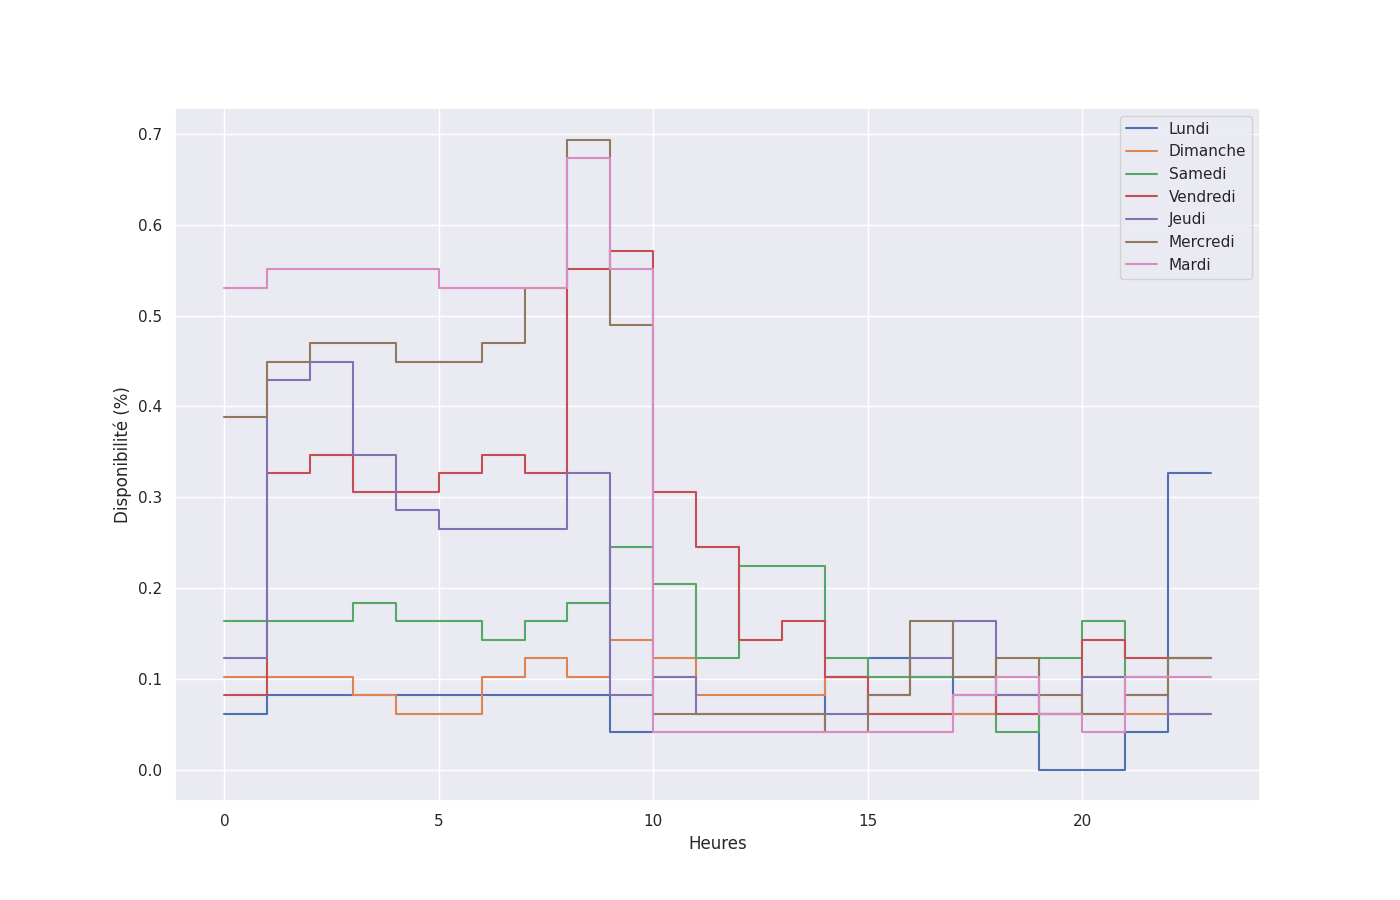 Lundi
Dimanche
Samedi
Vendredi
Jeudi
Mercredi
Mardi
0.7
0.6
0.5
0.4
0.3
0.2
0.1
0.0
Disponibilité (%)
0 5 10 15 20
Heures